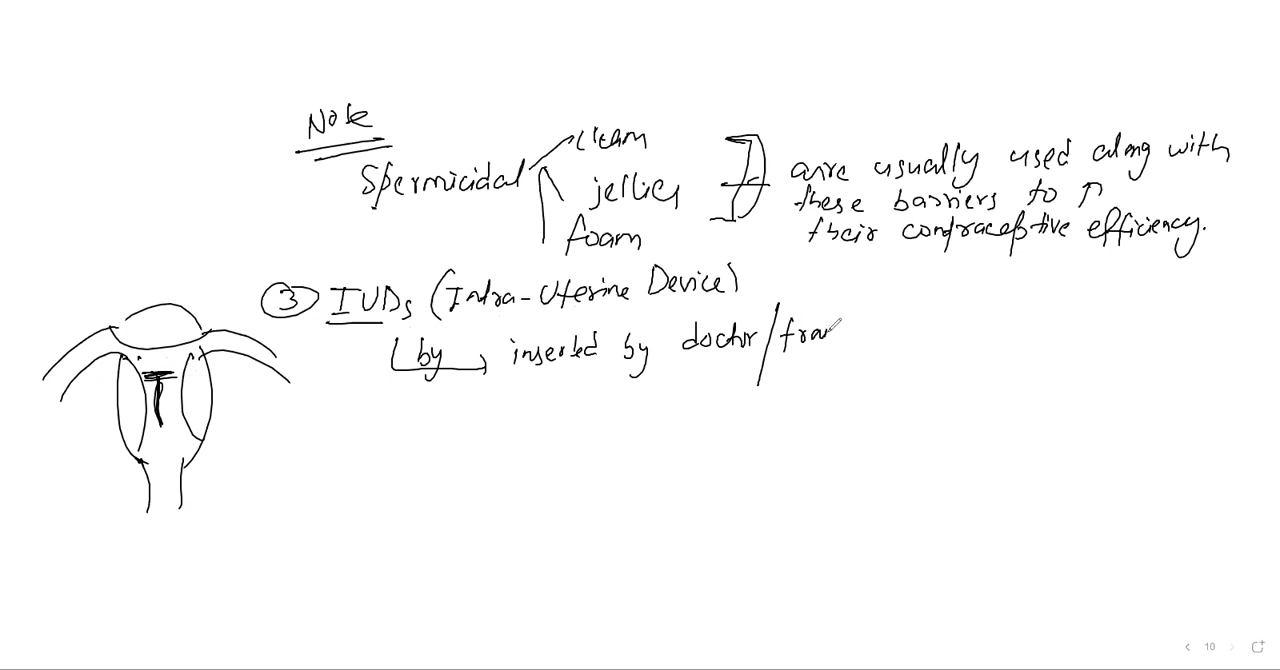 Note
Spermicidal
cream
jellies
foam
are usually used along with
these barriers to ↑
their contraceptive efficiency.
③ IUDs (Intra-Uterine Device)
by inserted by doctor/
10